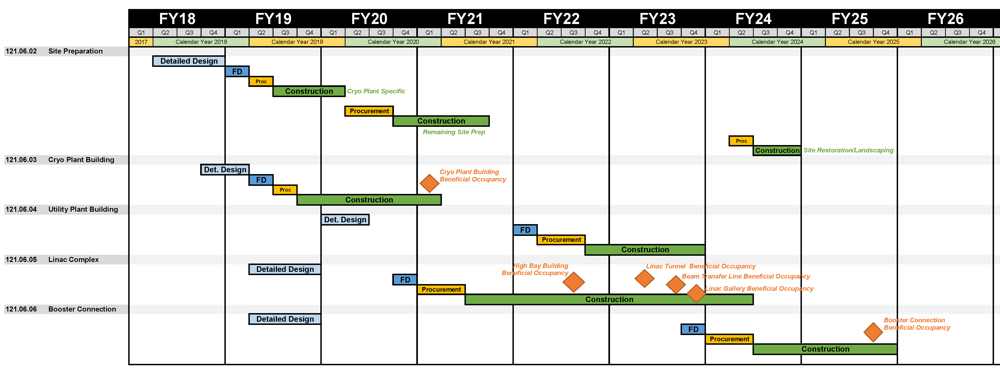 FY18 FY19 FY20 FY21 FY22 FY23 FY24 FY25 FY26
Q1 Q2 Q3 Q4 Q1 Q2 Q3 Q4 Q1 Q2 Q3 Q4 Q1 Q2 Q3 Q4 Q1 Q2 Q3 Q4 Q1 Q2 Q3 Q4 Q1 Q2 Q3 Q4 Q1 Q2 Q3 Q4 Q1 Q2 Q3 Q4
2017 Calendar Year 2018 Calendar Year 2019 Calendar Year 2020 Calendar Year 2021 Calendar Year 2022 Calendar Year 2023 Calendar Year 2024 Calendar Year 2025 Calendar Year 2026
121.06.02 Site Preparation
Detailed Design
FD
Proc
Construction Cryo Plant Specific
Procurement
Construction
Remaining Site Prep
Proc
Construction Site Restoration/Landscaping
121.06.03 Cryo Plant Building
Det. Design
Cryo Plant Building
Beneficial Occupancy
FD
Proc
Construction
121.06.04 Utility Plant Building
Det. Design
FD
Procurement
Construction
121.06.05 Linac Complex
Detailed Design
High Bay Building
Beneficial Occupancy
Linac Tunnel Beneficial Occupancy
Beam Transfer Line Beneficial Occupancy
FD
Linac Gallery Beneficial Occupancy
Procurement
Construction
121.06.06 Booster Connection
Detailed Design
Booster Connection
Beneficial Occupancy
FD
Procurement
Construction